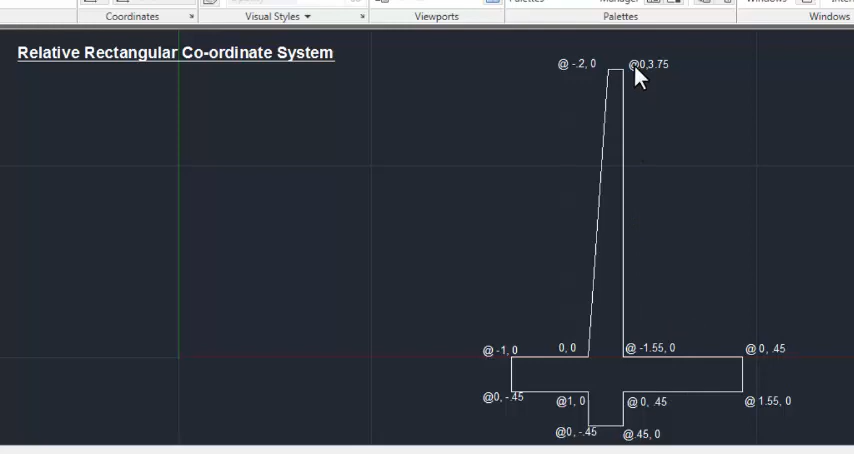 Coordinates
Visual Styles
Viewports
Palettes
Windows
Relative Rectangular Co-ordinate System
@ -.2, 0
@0,3.75
@ -1, 0
0, 0
@ -1.55, 0
@ 0, .45
@0, -.45
@1, 0
@ 0, .45
@ 1.55, 0
@0, -.45
@.45, 0